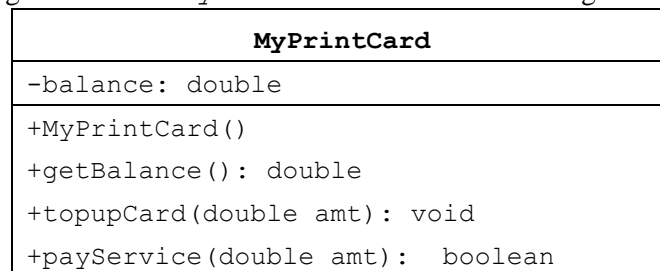 MyPrintCard
-balance: double
+MyPrintCard()
+getBalance(): double
+topupCard(double amt): void
+payService(double amt): boolean